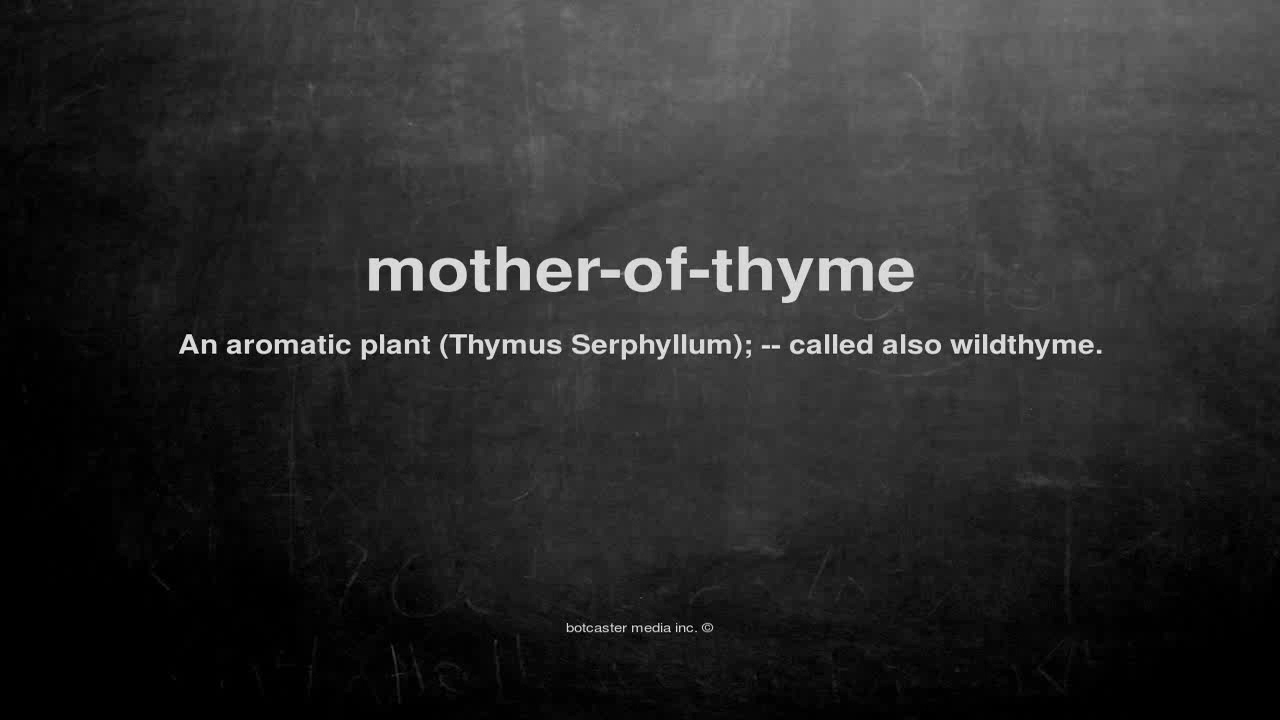 mother-of-thyme
An aromatic plant (Thymus Serphyllum); -- called also wildthyme.
botcaster media inc. ©